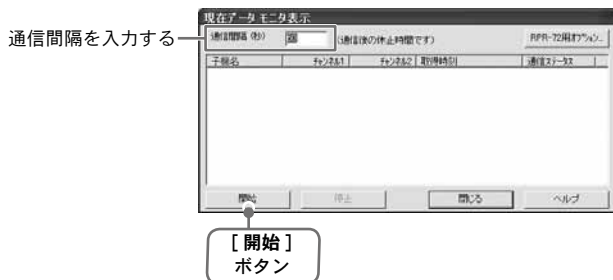 現在データ モニタ表示
通信間隔を入力する
通信間隔 (秒) (通信後の休止時間です) RPR-72用オプション...
子機名 チャンネル1 チャンネル2 取得時刻 通信ステータス
開始 停止 閉じる ヘルプ
[ 開始 ]
ボタン